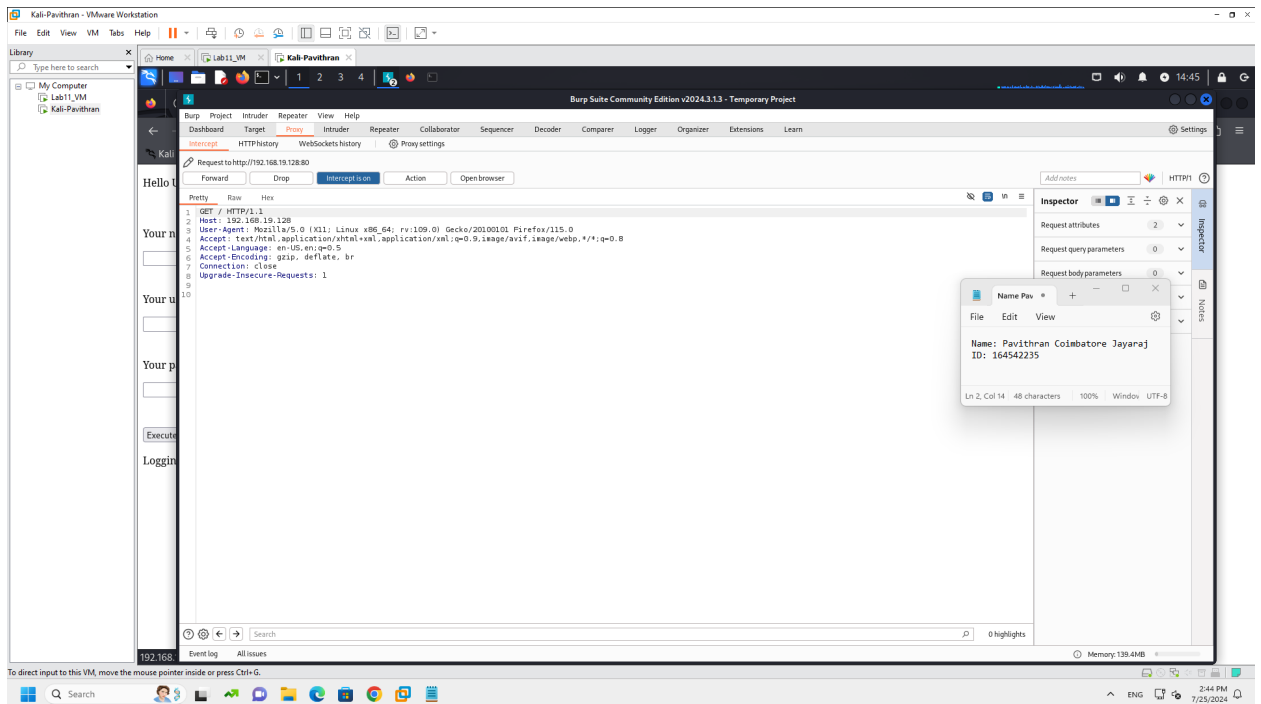 Kali-Pavithran - VMware Workstation
File Edit View VM Tabs Help
Library
Type here to search
My Computer
Lab11_VM
Kali-Pavithran
Home Lab11_VM Kali-Pavithran
1 2 3 4
14:45
Burp Suite Community Edition v2024.3.1.3 - Temporary Project
Burp Project Intruder Repeater View Help
Dashboard Target Proxy Intruder Repeater Collaborator Sequencer Decoder Comparer Logger Organizer Extensions Learn
Settings
Intercept HTTP history WebSockets history Proxy settings
Kali
Request to http://192.168.19.128:80
Forward Drop Intercept is on Action Open browser
Add notes
HTTP/1
Hello U
Your n
Your u
Your p
Execute
Loggin
192.168.
Pretty Raw Hex
\n
1 GET / HTTP/1.1
2 Host: 192.168.19.128
3 User-Agent: Mozilla/5.0 (X11; Linux x86_64; rv:109.0) Gecko/20100101 Firefox/115.0
4 Accept: text/html,application/xhtml+xml,application/xml;q=0.9,image/avif,image/webp,*/*;q=0.8
5 Accept-Language: en-US,en;q=0.5
6 Accept-Encoding: gzip, deflate, br
7 Connection: close
8 Upgrade-Insecure-Requests: 1
9
10
Inspector
Request attributes 2
Request query parameters 0
Request body parameters 0
Inspector
Notes
Name Pav
File Edit View
Name: Pavithran Coimbatore Jayaraj
ID: 164542235
Ln 2, Col 14 48 characters 100% Window UTF-8
Search
0 highlights
Event log All issues
Memory: 139.4MB
To direct input to this VM, move the mouse pointer inside or press Ctrl+G.
Search
ENG
2:44 PM
7/25/2024